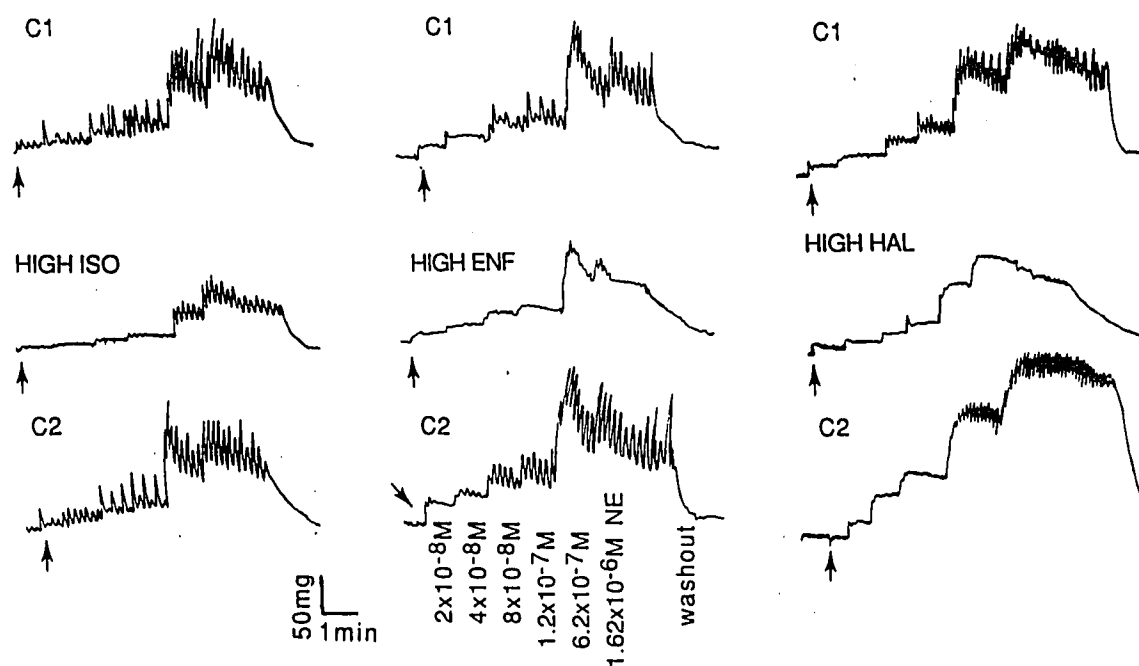 C1
C1
C1
HIGH ISO
HIGH ENF
HIGH HAL
C2
C2
C2
50mg
1min
2x10-8M
4x10-8M
8x10-8M
1.2x10-7M
6.2x10-7M
1.62x10-6M NE
washout